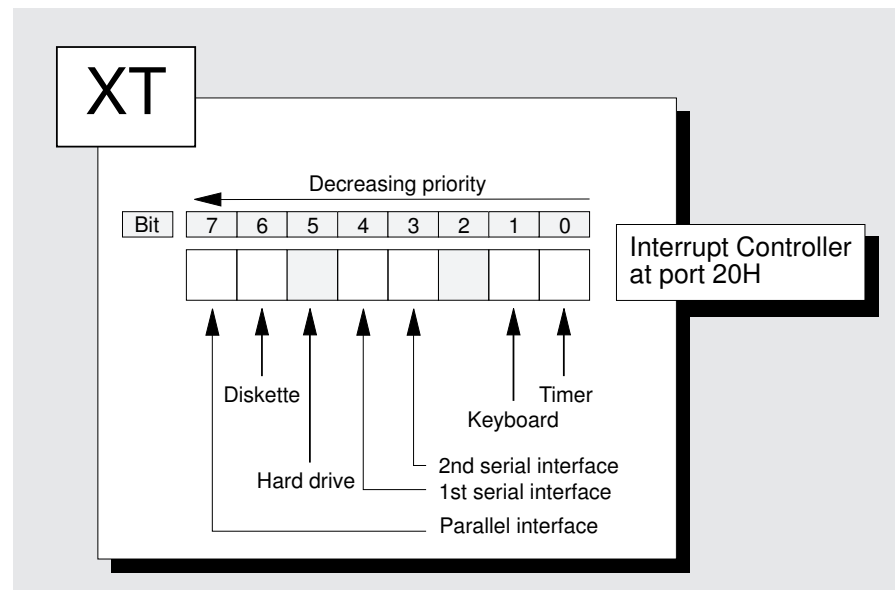 XT
Decreasing priority
Bit 7 6 5 4 3 2 1 0
Interrupt Controller
at port 20H
Diskette
Timer
Keyboard
2nd serial interface
Hard drive
1st serial interface
Parallel interface